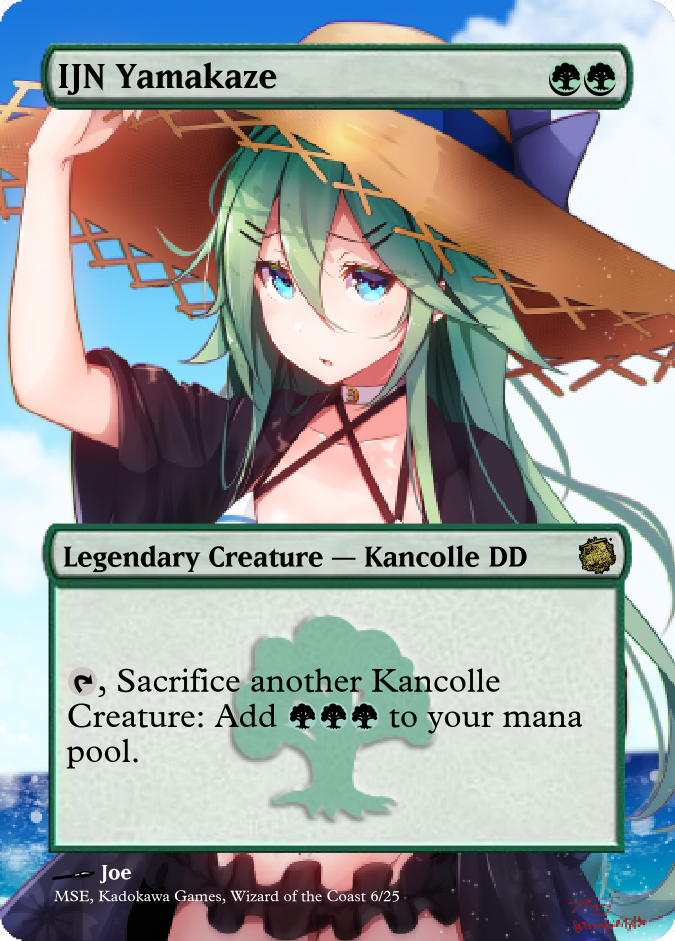 IJN Yamakaze
Legendary Creature — Kancolle DD
, Sacrifice another Kancolle
Creature: Add to your mana
pool.
Joe
MSE, Kadokawa Games, Wizard of the Coast 6/25